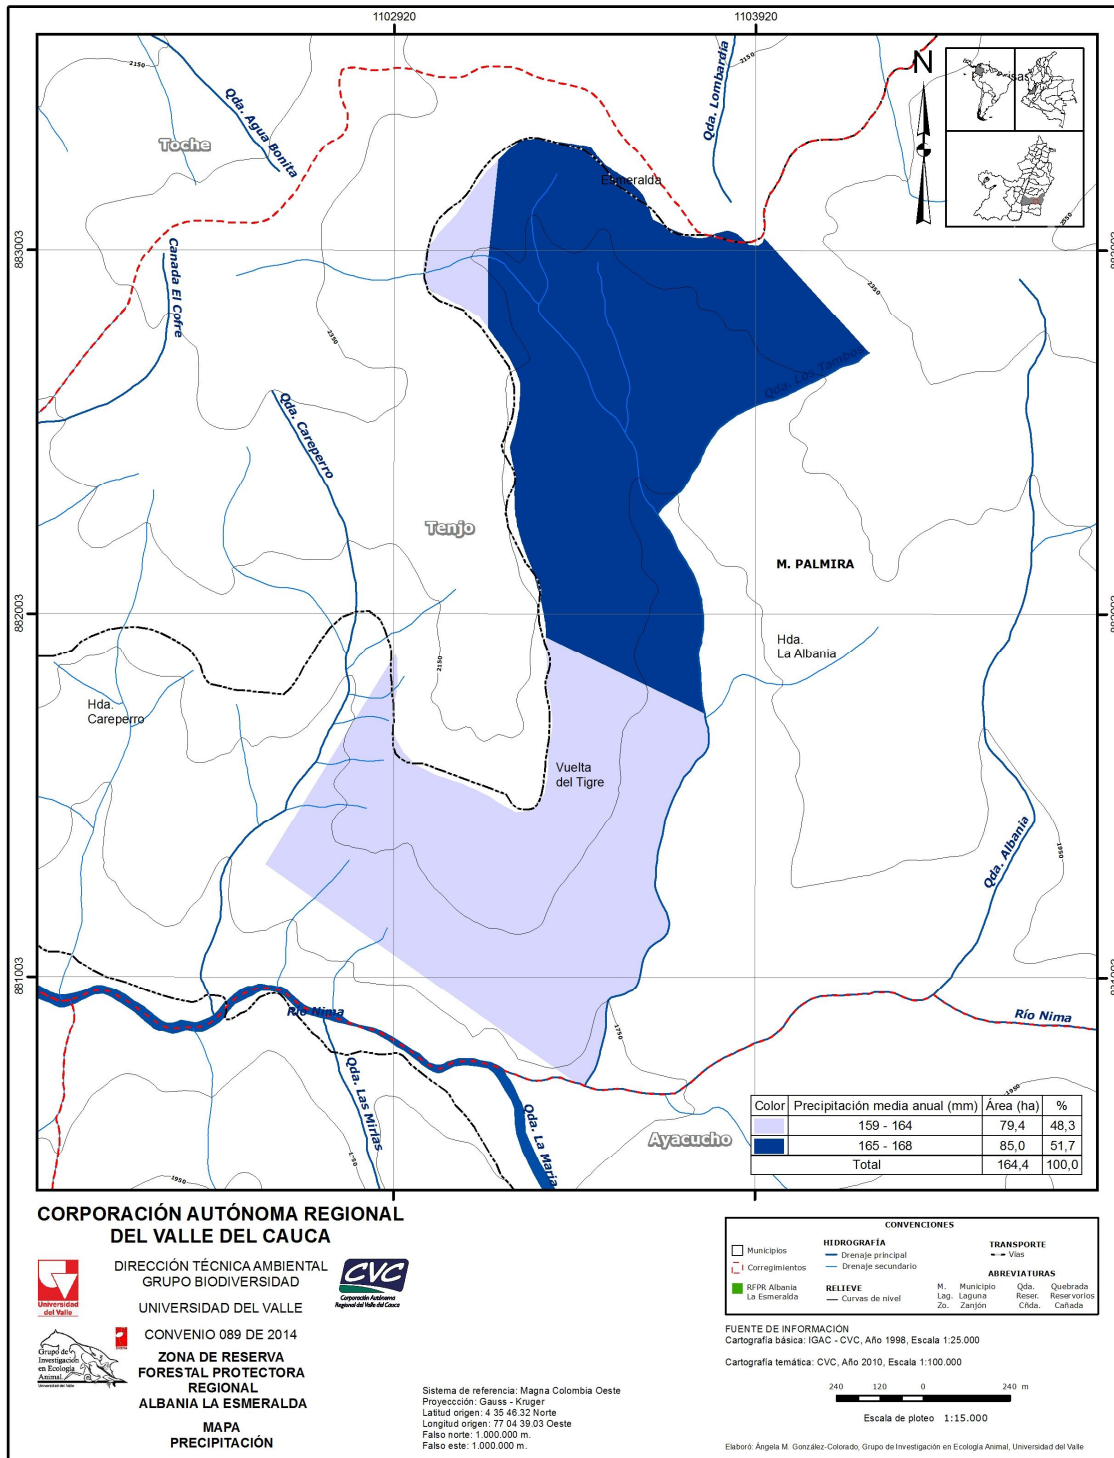 1102920
1103920
883003
882003
881003
883003
882003
881003
N
2150
Qda. Agua Bonita
Toche
Qda. Lombardía
2150
Esmeralda
2550
Canada El Cofre
2350
2350
Qda. Los Tambos
Qda. Careperro
Tenjo
M. PALMIRA
Hda.
La Albania
2150
Hda.
Careperro
Vuelta
del Tigre
Qda. Albania
1950
Río Nima
Río Nima
1750
Qda. Las Mirlas
Qda. La María
1950
1950
Ayacucho
Color Precipitación media anual (mm) Área (ha) %
159 - 164 79,4 48,3
165 - 168 85,0 51,7
Total 164,4 100,0
CORPORACIÓN AUTÓNOMA REGIONAL
DEL VALLE DEL CAUCA
DIRECCIÓN TÉCNICA AMBIENTAL
GRUPO BIODIVERSIDAD
UNIVERSIDAD DEL VALLE
Universidad
del Valle
CVC
Corporación Autónoma
Regional del Valle del Cauca
CONVENIO 089 DE 2014
Grupo de
Investigación
en Ecología
Animal
Universidad del Valle
ZONA DE RESERVA
FORESTAL PROTECTORA
REGIONAL
ALBANIA LA ESMERALDA
MAPA
PRECIPITACIÓN
Sistema de referencia: Magna Colombia Oeste
Proyeccción: Gauss - Kruger
Latitud origen: 4 35 46.32 Norte
Longitud origen: 77 04 39.03 Oeste
Falso norte: 1.000.000 m.
Falso este: 1.000.000 m.
CONVENCIONES
Municipios
Corregimientos
RFPR Albania
La Esmeralda
HIDROGRAFÍA
Drenaje principal
Drenaje secundario
RELIEVE
Curvas de nivel
TRANSPORTE
Vías
ABREVIATURAS
M. Municipio Qda. Quebrada
Lag. Laguna Reser. Reservorios
Zo. Zanjón Cñda. Cañada
FUENTE DE INFORMACIÓN
Cartografía básica: IGAC - CVC, Año 1998, Escala 1:25.000
Cartografía temática: CVC, Año 2010, Escala 1:100.000
240 120 0 240 m
Escala de ploteo 1:15.000
Elaboró: Ángela M. González-Colorado, Grupo de Investigación en Ecología Animal, Universidad del Valle